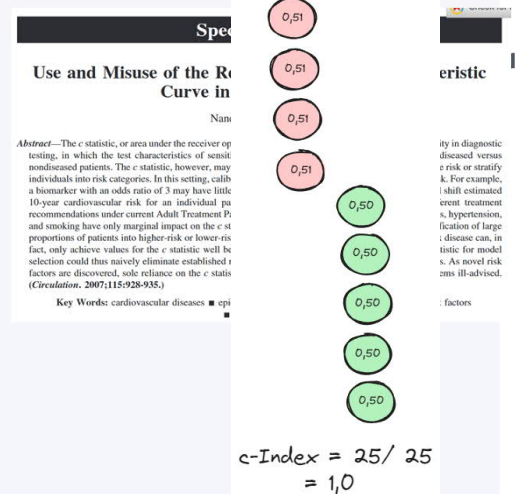 Spec
Use and Misuse of the Re
eristic
Curve in
Nanc
Abstract—The c statistic, or area under the receiver op
ity in diagnostic
testing, in which the test characteristics of sensiti
diseased versus
nondiseased patients. The c statistic, however, may
e risk or stratify
individuals into risk categories. In this setting, calib
k. For example,
a biomarker with an odds ratio of 3 may have little
l shift estimated
10-year cardiovascular risk for an individual pa
erent treatment
recommendations under current Adult Treatment Pa
s, hypertension,
and smoking have only marginal impact on the c st
fication of large
proportions of patients into higher-risk or lower-ris
k disease can, in
fact, only achieve values for the c statistic well be
tistic for model
selection could thus naively eliminate established r
s. As novel risk
factors are discovered, sole reliance on the c statis
ems ill-advised.
(Circulation. 2007;115:928-935.)
Key Words: cardiovascular diseases ■ epi
factors
0,51
0,51
0,51
0,51
0,50
0,50
0,50
0,50
0,50
c-Index = 25/ 25
= 1,0